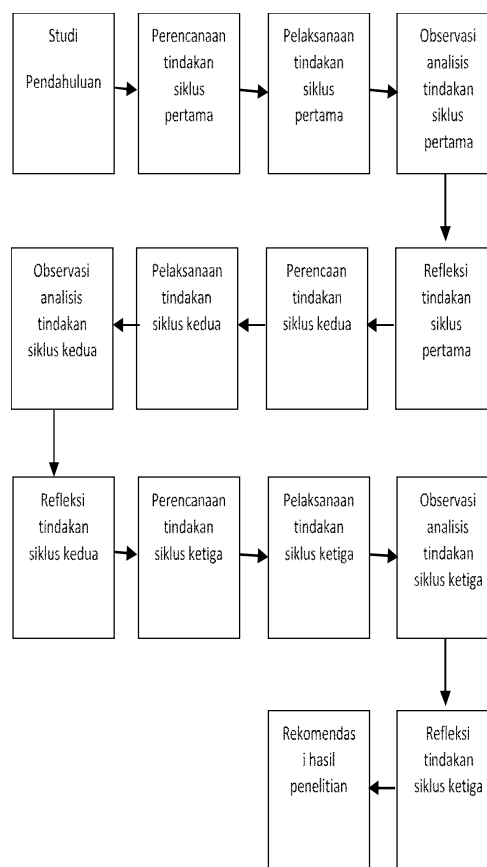 Studi
Pendahuluan
Perencanaan
tindakan
siklus
pertama
Pelaksanaan
tindakan
siklus
pertama
Observasi
analisis
tindakan
siklus
pertama
Refleksi
tindakan
siklus
pertama
Perencaan
tindakan
siklus kedua
Pelaksanaan
tindakan
siklus kedua
Observasi
analisis
tindakan
siklus kedua
Refleksi
tindakan
siklus kedua
Perencanaan
tindakan
siklus ketiga
Pelaksanaan
tindakan
siklus ketiga
Observasi
analisis
tindakan
siklus ketiga
Refleksi
tindakan
siklus ketiga
Rekomendas
i hasil
penelitian